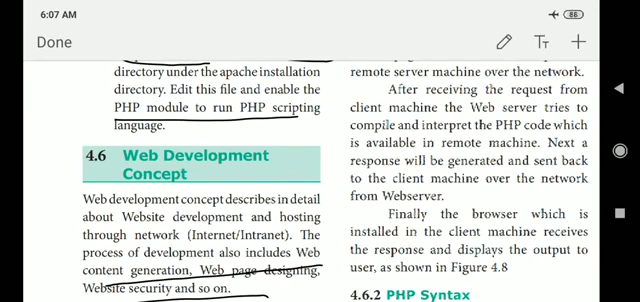 6:07 AM
88
Done
TT
directory under the apache installation
directory. Edit this file and enable the
PHP module to run PHP scripting
language.
4.6 Web Development
Concept
Web development concept describes in detail
about Website development and hosting
through network (Internet/Intranet). The
process of development also includes Web
content generation, Web page designing,
Website security and so on.
remote server machine over the network.
After receiving the request from
client machine the Web server tries to
compile and interpret the PHP code which
is available in remote machine. Next a
response will be generated and sent back
to the client machine over the network
from Webserver.
Finally the browser which is
installed in the client machine receives
the response and displays the output to
user, as shown in Figure 4.8
4.6.2 PHP Syntax